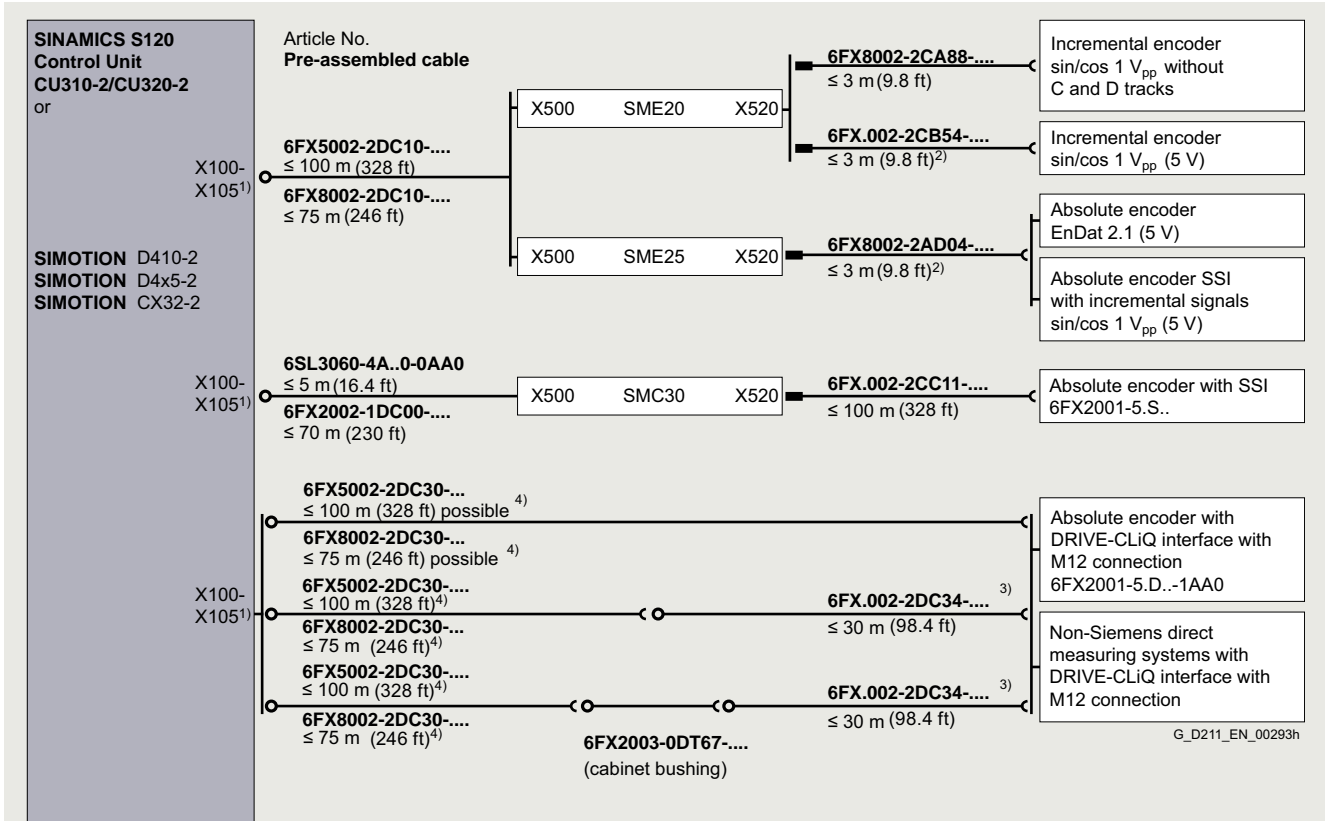 SINAMICS S120
Control Unit
CU310-2/CU320-2
or
X100-
X105¹⁾
SIMOTION D410-2
SIMOTION D4x5-2
SIMOTION CX32-2
Article No.
Pre-assembled cable
6FX5002-2DC10-....
≤ 100 m (328 ft)
6FX8002-2DC10-....
≤ 75 m (246 ft)
X500 SME20 X520
6FX8002-2CA88-....
≤ 3 m (9.8 ft)
Incremental encoder
sin/cos 1 Vpp without
C and D tracks
6FX.002-2CB54-....
≤ 3 m (9.8 ft)²⁾
Incremental encoder
sin/cos 1 Vpp (5 V)
X500 SME25 X520
6FX8002-2AD04-....
≤ 3 m (9.8 ft)²⁾
Absolute encoder
EnDat 2.1 (5 V)
Absolute encoder SSI
with incremental signals
sin/cos 1 Vpp (5 V)
X100-
X105¹⁾
6SL3060-4A..0-0AA0
≤ 5 m (16.4 ft)
6FX2002-1DC00-....
≤ 70 m (230 ft)
X500 SMC30 X520
6FX.002-2CC11-....
≤ 100 m (328 ft)
Absolute encoder with SSI
6FX2001-5.S..
X100-
X105¹⁾
6FX5002-2DC30-...
≤ 100 m (328 ft) possible ⁴⁾
6FX8002-2DC30-....
≤ 75 m (246 ft) possible ⁴⁾
6FX5002-2DC30-....
≤ 100 m (328 ft)⁴⁾
6FX8002-2DC30-....
≤ 75 m (246 ft)⁴⁾
6FX.002-2DC34-.... ³⁾
≤ 30 m (98.4 ft)
6FX5002-2DC30-....
≤ 100 m (328 ft)⁴⁾
6FX8002-2DC30-....
≤ 75 m (246 ft)⁴⁾
6FX2003-0DT67-....
(cabinet bushing)
6FX.002-2DC34-.... ³⁾
≤ 30 m (98.4 ft)
Absolute encoder with
DRIVE-CLiQ interface with
M12 connection
6FX2001-5.D..-1AA0
Non-Siemens direct
measuring systems with
DRIVE-CLiQ interface with
M12 connection
G_D211_EN_00293h